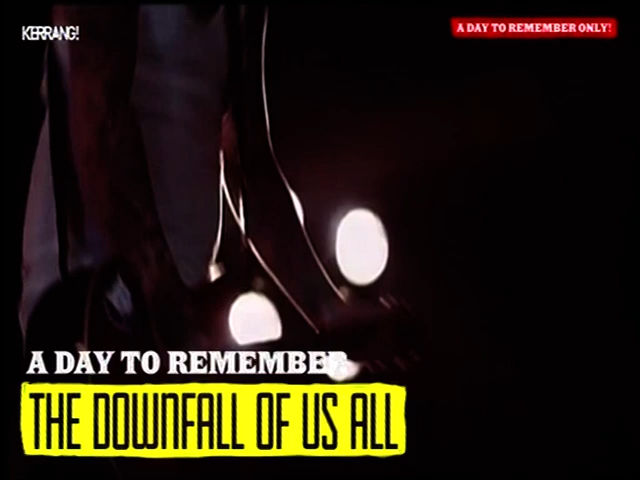 KERRANG!
A DAY TO REMEMBER ONLY!
A DAY TO REMEMBER
THE DOWNFALL OF US ALL